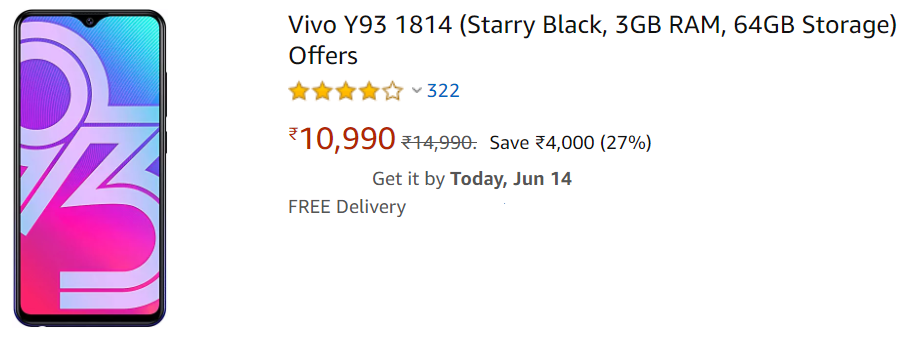 Vivo Y93 1814 (Starry Black, 3GB RAM, 64GB Storage)
Offers
322
₹10,990 ₹14,990. Save ₹4,000 (27%)
Get it by Today, Jun 14
FREE Delivery